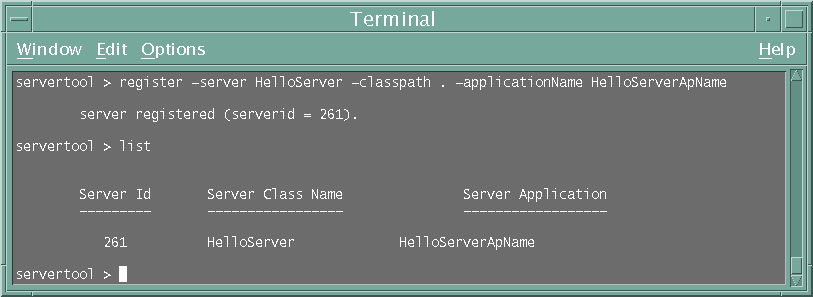 Terminal
Window Edit Options Help
servertool > register -server HelloServer -classpath . -applicationName HelloServerApName
server registered (serverid = 261).
servertool > list
Server Id Server Class Name Server Application
--------- ----------------- ------------------
261 HelloServer HelloServerApName
servertool >